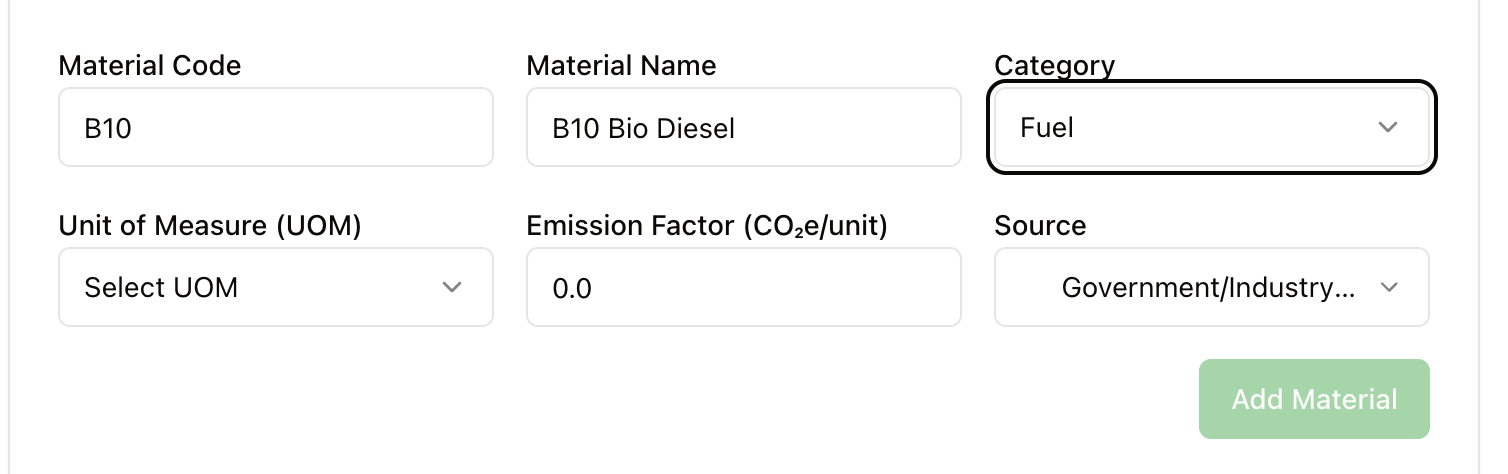 Material Code
Material Name
Category
B10
B10 Bio Diesel
Fuel
Unit of Measure (UOM)
Emission Factor (CO₂e/unit)
Source
Select UOM
0.0
Government/Industry...
Add Material